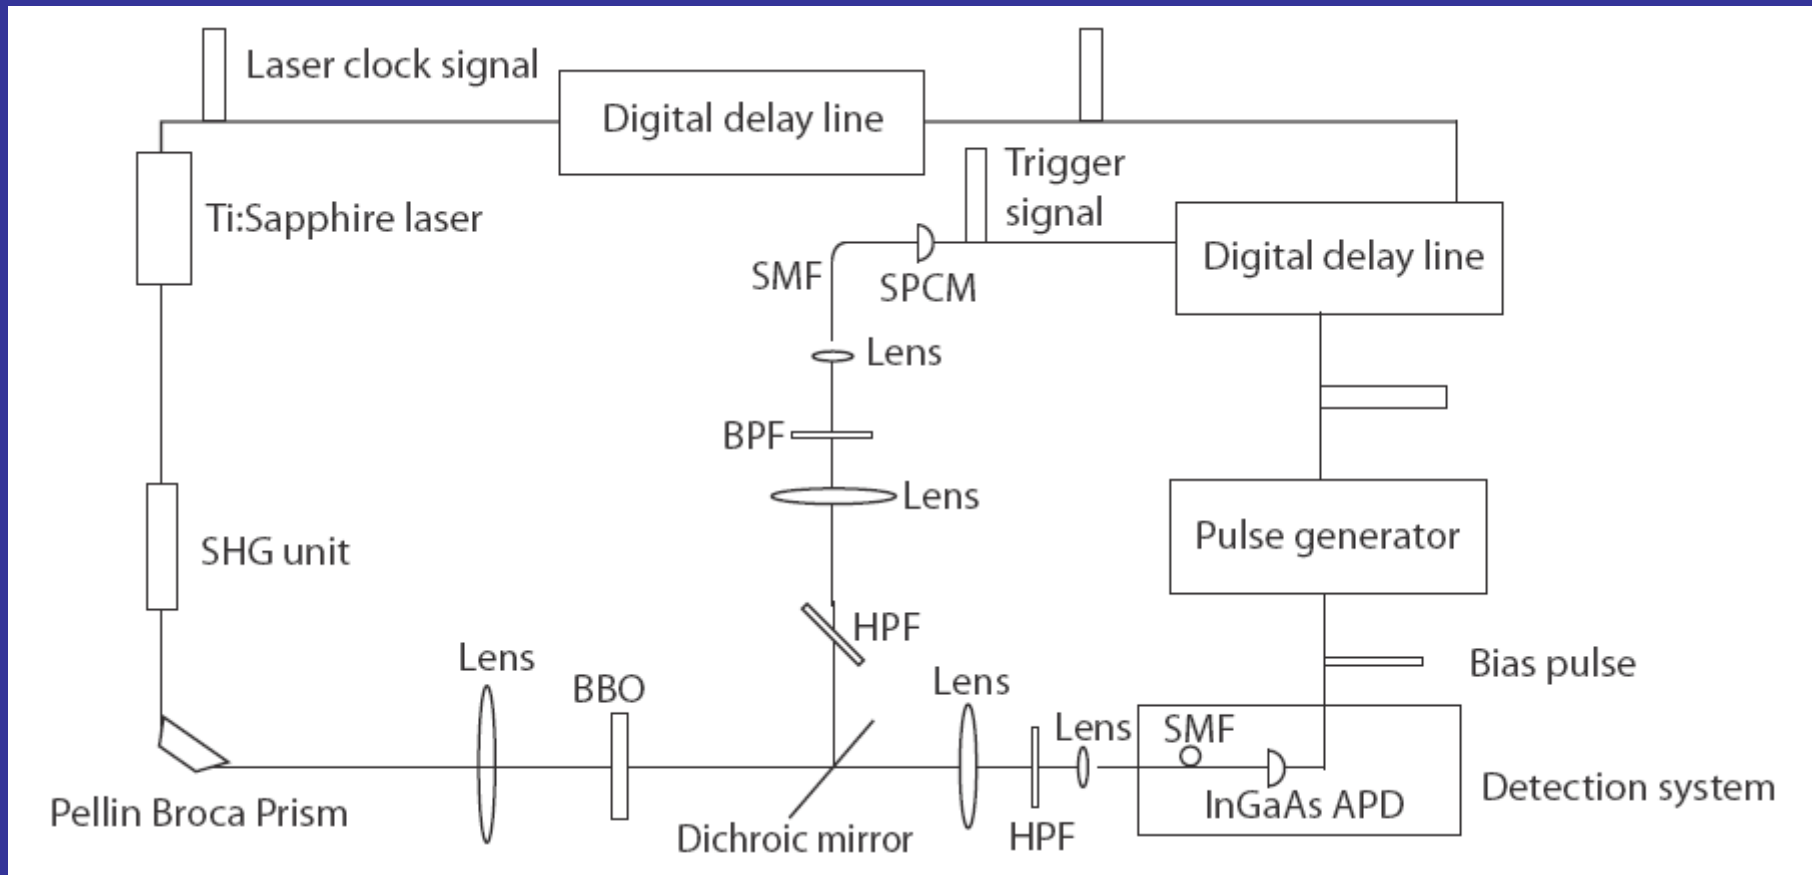 Laser clock signal
Digital delay line
Trigger
signal
Ti:Sapphire laser
Digital delay line
SMF
SPCM
Lens
BPF
Lens
Pulse generator
SHG unit
HPF
Lens
BBO
Lens
Bias pulse
Lens
SMF
Pellin Broca Prism
Dichroic mirror
HPF
InGaAs APD
Detection system